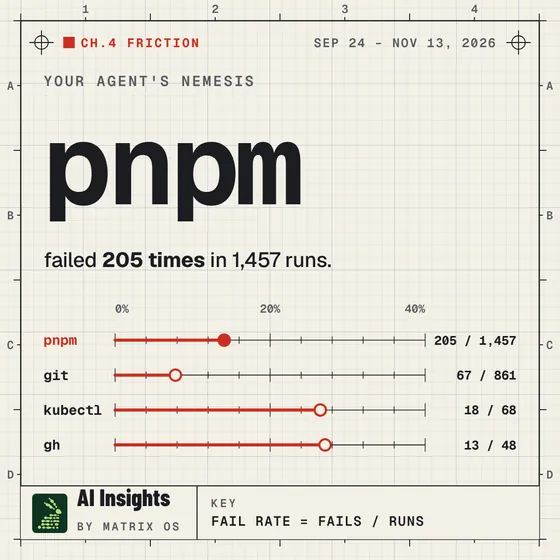 1 2 3 4
CH.4 FRICTION
SEP 24 – NOV 13, 2026
A A
YOUR AGENT'S NEMESIS
pnpm
B B
failed 205 times in 1,457 runs.
0% 20% 40%
C C
pnpm 205 / 1,457
git 67 / 861
kubectl 18 / 68
gh 13 / 48
D D
AI Insights
BY MATRIX OS
KEY
FAIL RATE = FAILS / RUNS